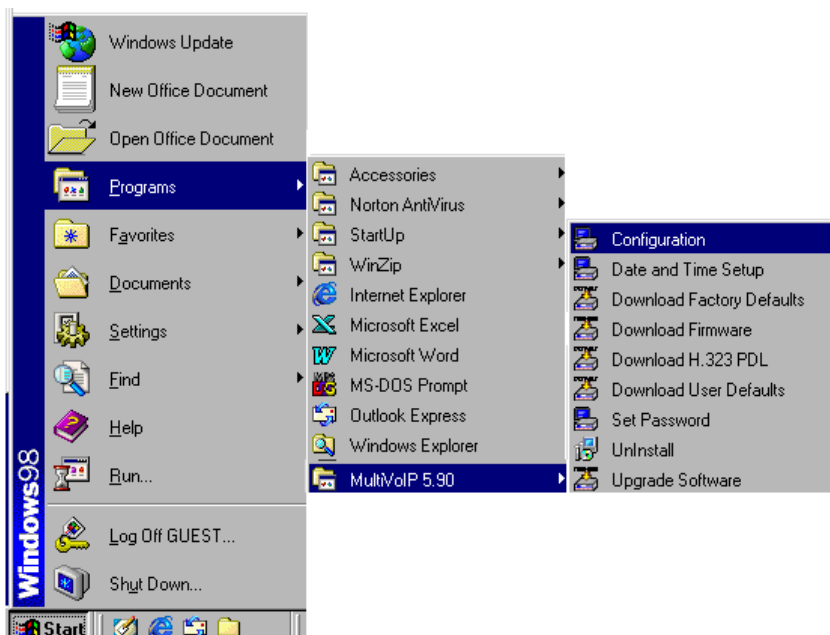 Windows Update
New Office Document
Open Office Document
Programs
Favorites
Documents
Settings
Find
Help
Run...
Log Off GUEST...
Shut Down...
Windows98
Start
Accessories
Norton AntiVirus
StartUp
WinZip
Internet Explorer
Microsoft Excel
Microsoft Word
MS-DOS Prompt
Outlook Express
Windows Explorer
MultiVoIP 5.90
Configuration
Date and Time Setup
Download Factory Defaults
Download Firmware
Download H.323 PDL
Download User Defaults
Set Password
UnInstall
Upgrade Software